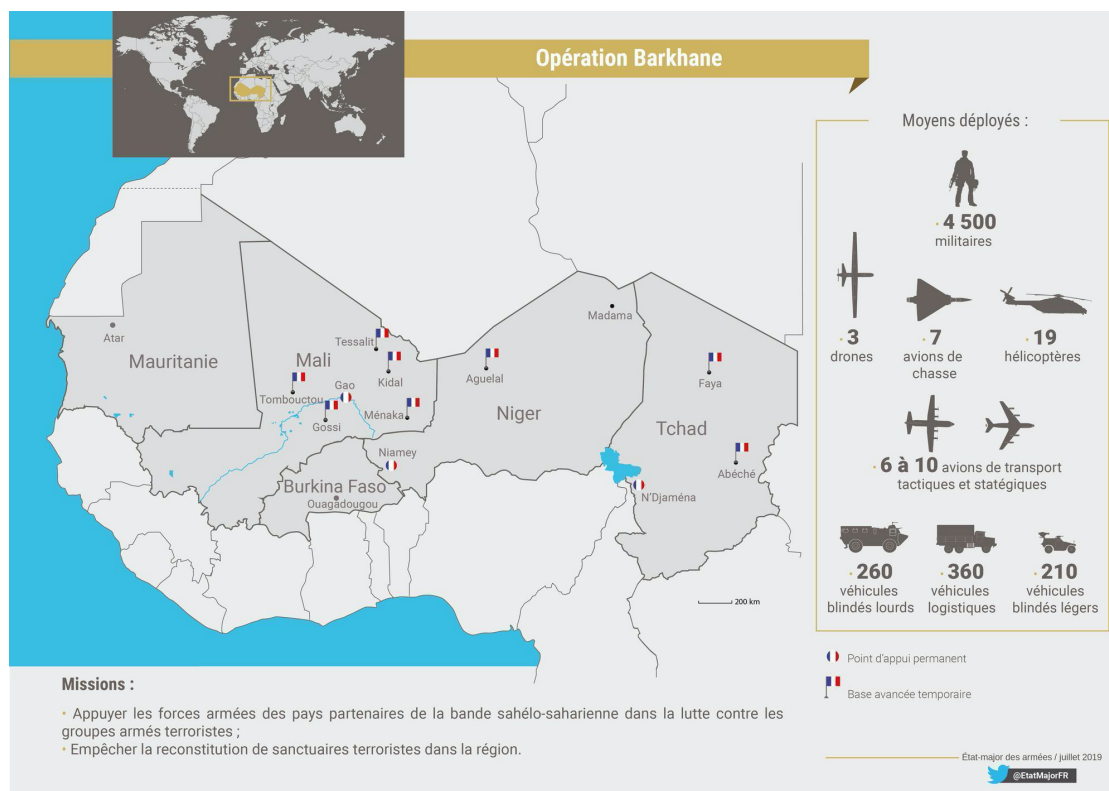 Opération Barkhane
Moyens déployés :
· 4 500
militaires
· 3
drones
· 7
avions de
chasse
· 19
hélicoptères
· 6 à 10 avions de transport
tactiques et statégiques
· 260
véhicules
blindés lourds
· 360
véhicules
logistiques
· 210
véhicules
blindés légers
Atar
Mauritanie
Mali
Tessalit
Kidal
Tombouctou
Gao
Gossi
Ménaka
Niamey
Burkina Faso
Ouagadougou
Aguelal
Niger
Madama
Faya
Tchad
Abéché
N'Djaména
200 km
Point d'appui permanent
Base avancée temporaire
Missions :
• Appuyer les forces armées des pays partenaires de la bande sahélo-saharienne dans la lutte contre les
groupes armés terroristes ;
• Empêcher la reconstitution de sanctuaires terroristes dans la région.
État-major des armées / juillet 2019
@EtatMajorFR